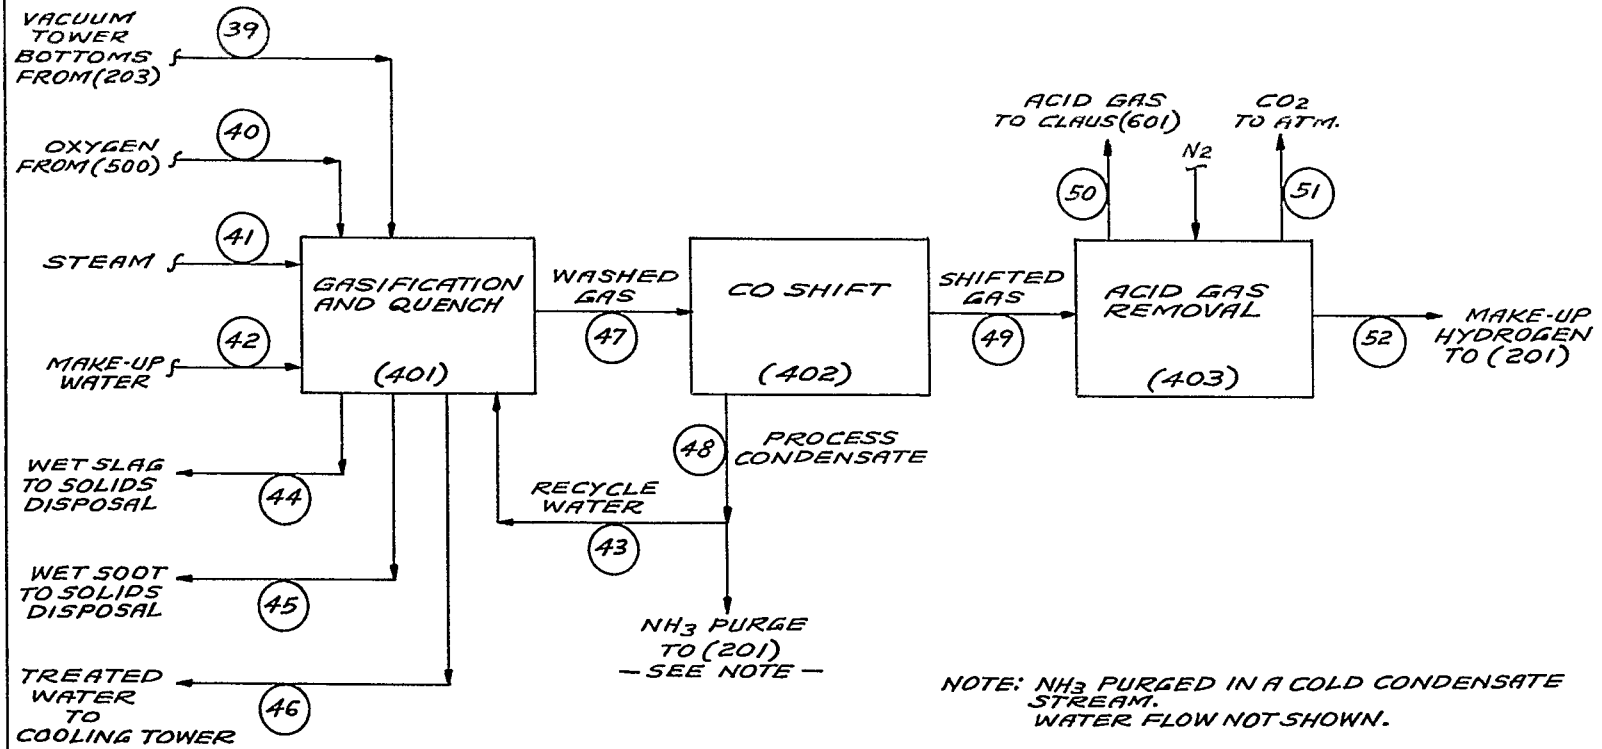 VACUUM
TOWER
BOTTOMS
FROM(203)
39
OXYGEN
FROM(500)
40
STEAM
41
MAKE-UP
WATER
42
GASIFICATION
AND QUENCH
(401)
WASHED
GAS
47
CO SHIFT
(402)
SHIFTED
GAS
49
ACID GAS
REMOVAL
(403)
ACID GAS
TO CLAUS(601)
50
N2
CO2
TO ATM.
51
52
MAKE-UP
HYDROGEN
TO (201)
WET SLAG
TO SOLIDS
DISPOSAL
44
WET SOOT
TO SOLIDS
DISPOSAL
45
TREATED
WATER
TO
COOLING TOWER
46
48
PROCESS
CONDENSATE
RECYCLE
WATER
43
NH3 PURGE
TO (201)
— SEE NOTE —
NOTE: NH3 PURGED IN A COLD CONDENSATE
STREAM.
WATER FLOW NOT SHOWN.